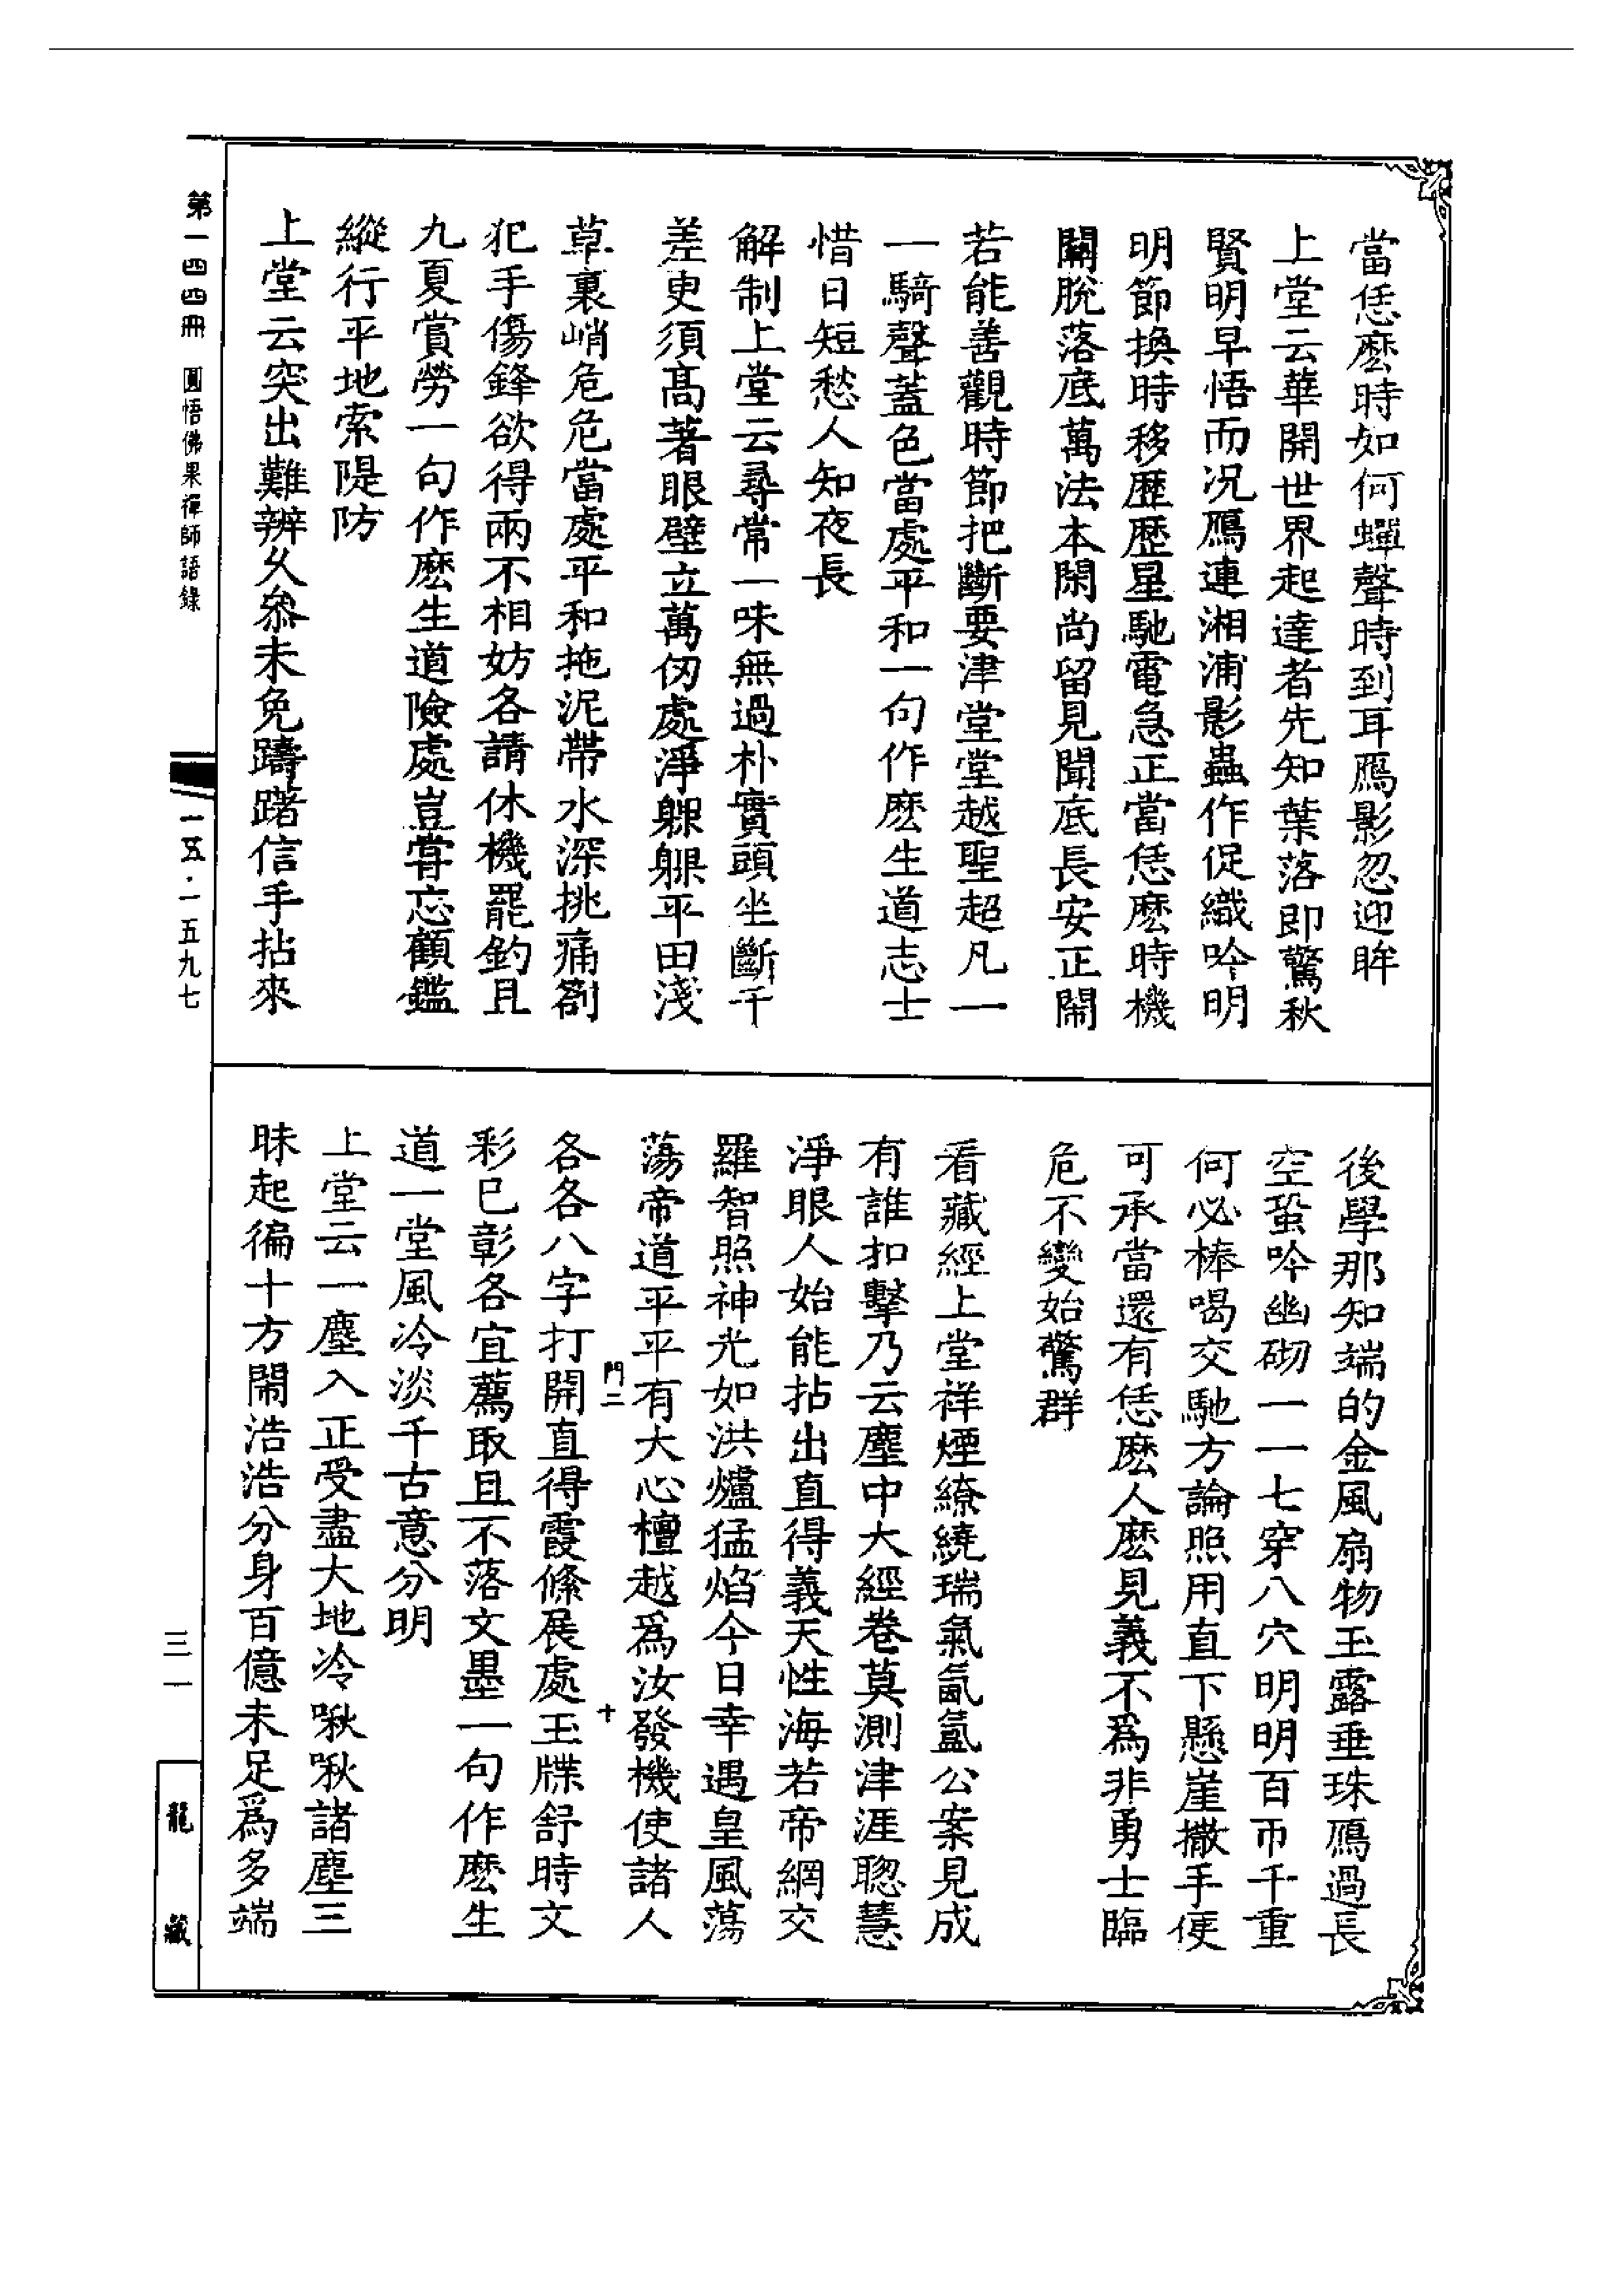 當恁麽時如何蟬聲時到耳鴈影忽迎眸
上堂云華開世界起達者先知葉落即驚秋
賢明早悟而况鴈連湘浦影蟲作促織吟明
明節換時移歷歷星馳電急正當恁麽時機
關脫落底萬法本閑尚留見聞底長安正鬧
若能善觀時節把斷要津堂堂越聖超凡一
一騎聲蓋色當處平和一句作麽生道志士
惜日短愁人知夜長
解制上堂云尋常一味無過朴實頭坐斷千
差更須髙著眼壁立萬仞處淨躶躶平田淺
草裏峭危危當處平和拖泥帶水深挑痛劄
犯手傷鋒欲得兩不相妨各請休機罷釣且
九夏賞勞一句作麽生道險處豈甞忘顧鑑
縱行平地索隄防
上堂云突出難辨乆叅未免躊躇信手拈來
後學那知端的金風扇物玉露垂珠鴈過長
空蛩吟幽砌一一七穿八穴明明百帀千重
何必棒喝交馳方論照用直下懸崖撒手便
可承當還有恁麽人麽見義不爲非勇士臨
危不變始驚群
看藏經上堂祥煙繚繞瑞氣氤氳公案見成
有誰扣擊乃云塵中大經卷莫測津涯聰慧
淨眼人始能拈出直得義天性海若帝網交
羅智照神光如洪爐猛焰今日幸遇皇風蕩
蕩帝道平平有大心檀越爲汝發機使諸人
門二　十
各各八字打開直得霞絛展處玉牒舒時文
彩巳彰各宜薦取且不落文墨一句作麽生
道一堂風冷淡千古意分明
上堂云一塵入正受盡大地冷啾啾諸塵三
昧起徧十方鬧浩浩分身百億未足爲多端
第一四四冊　圓悟佛果禪師語錄
一五·一五九七
三一
龍藏